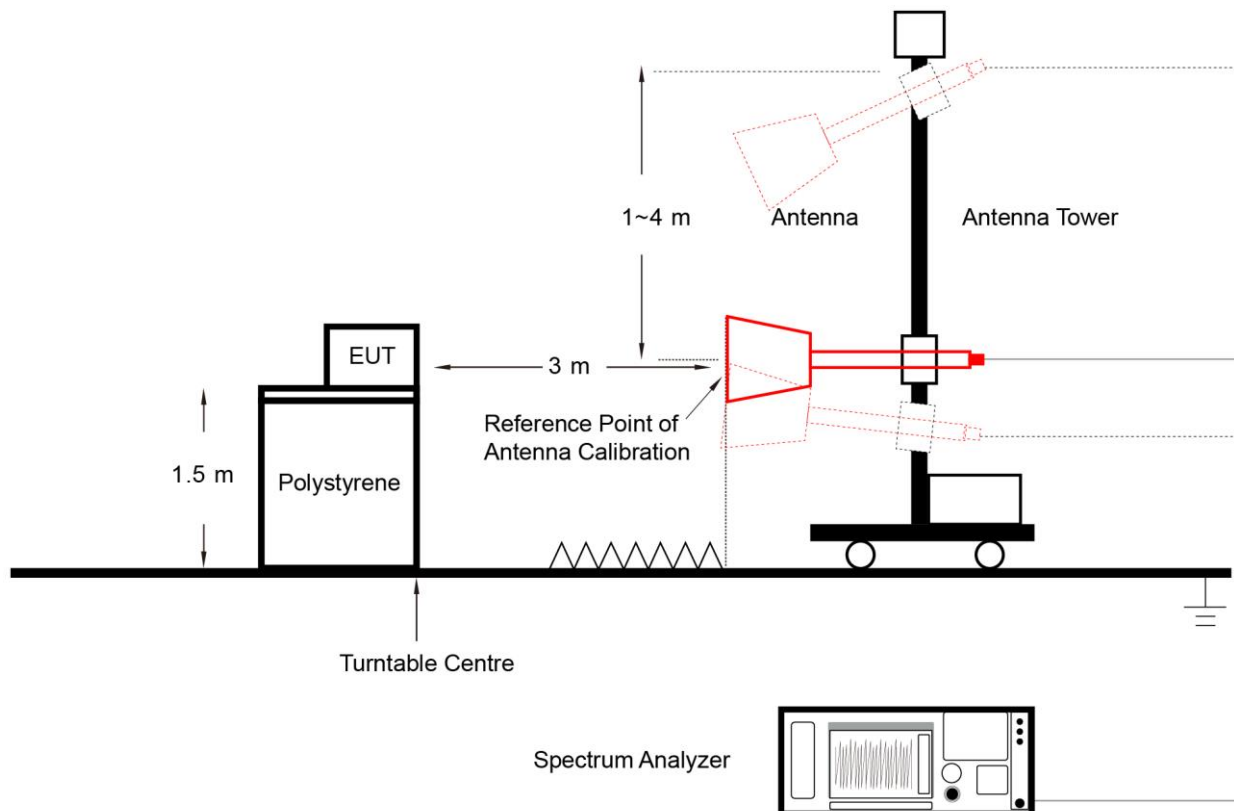 1~4 m
Antenna
Antenna Tower
EUT
3 m
Reference Point of
Antenna Calibration
1.5 m
Polystyrene
Turntable Centre
Spectrum Analyzer